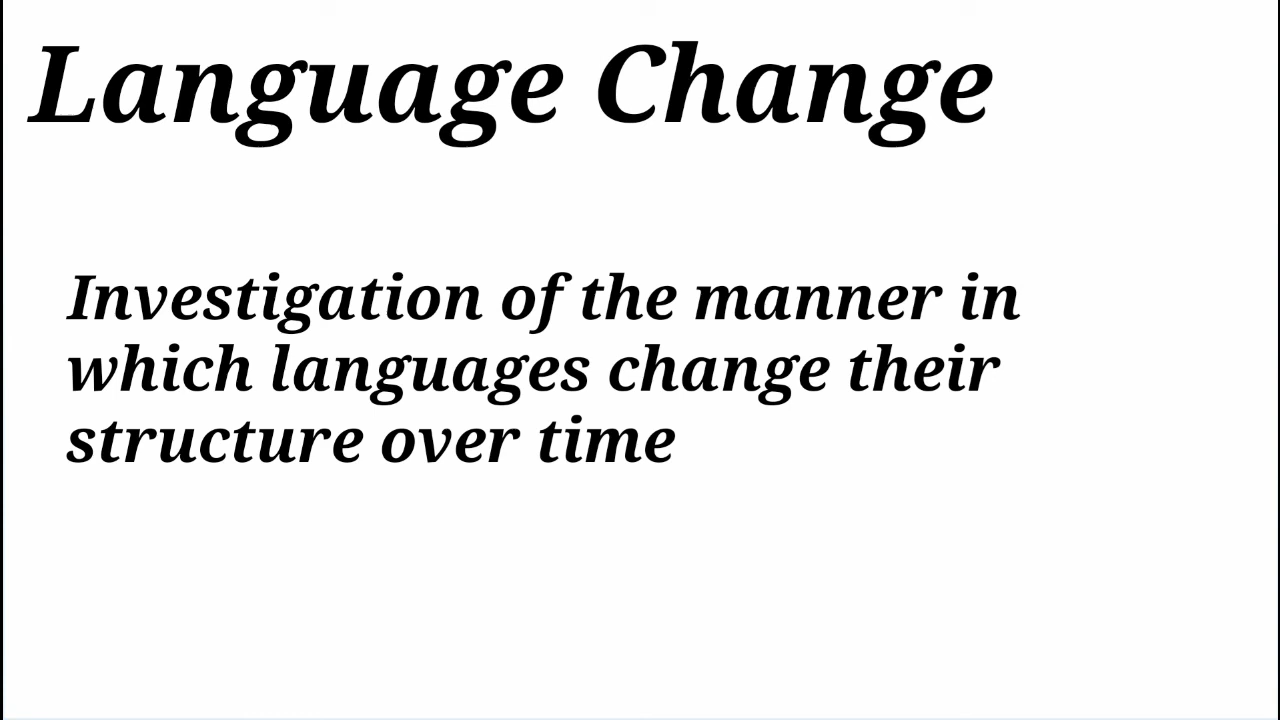 Language Change
Investigation of the manner in
which languages change their
structure over time